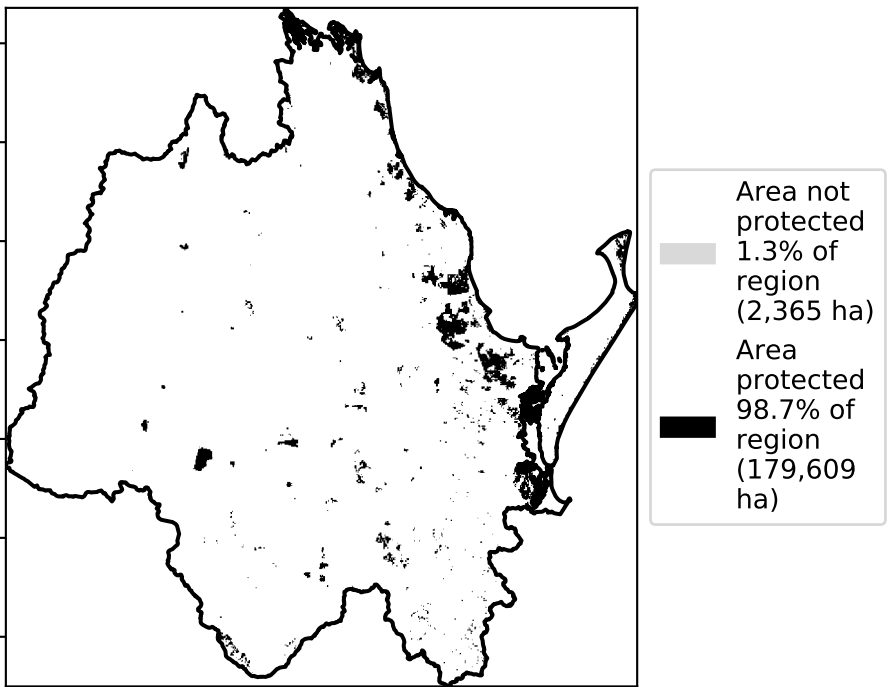 Area not
protected
1.3% of
region
(2,365 ha)
Area
protected
98.7% of
region
(179,609
ha)